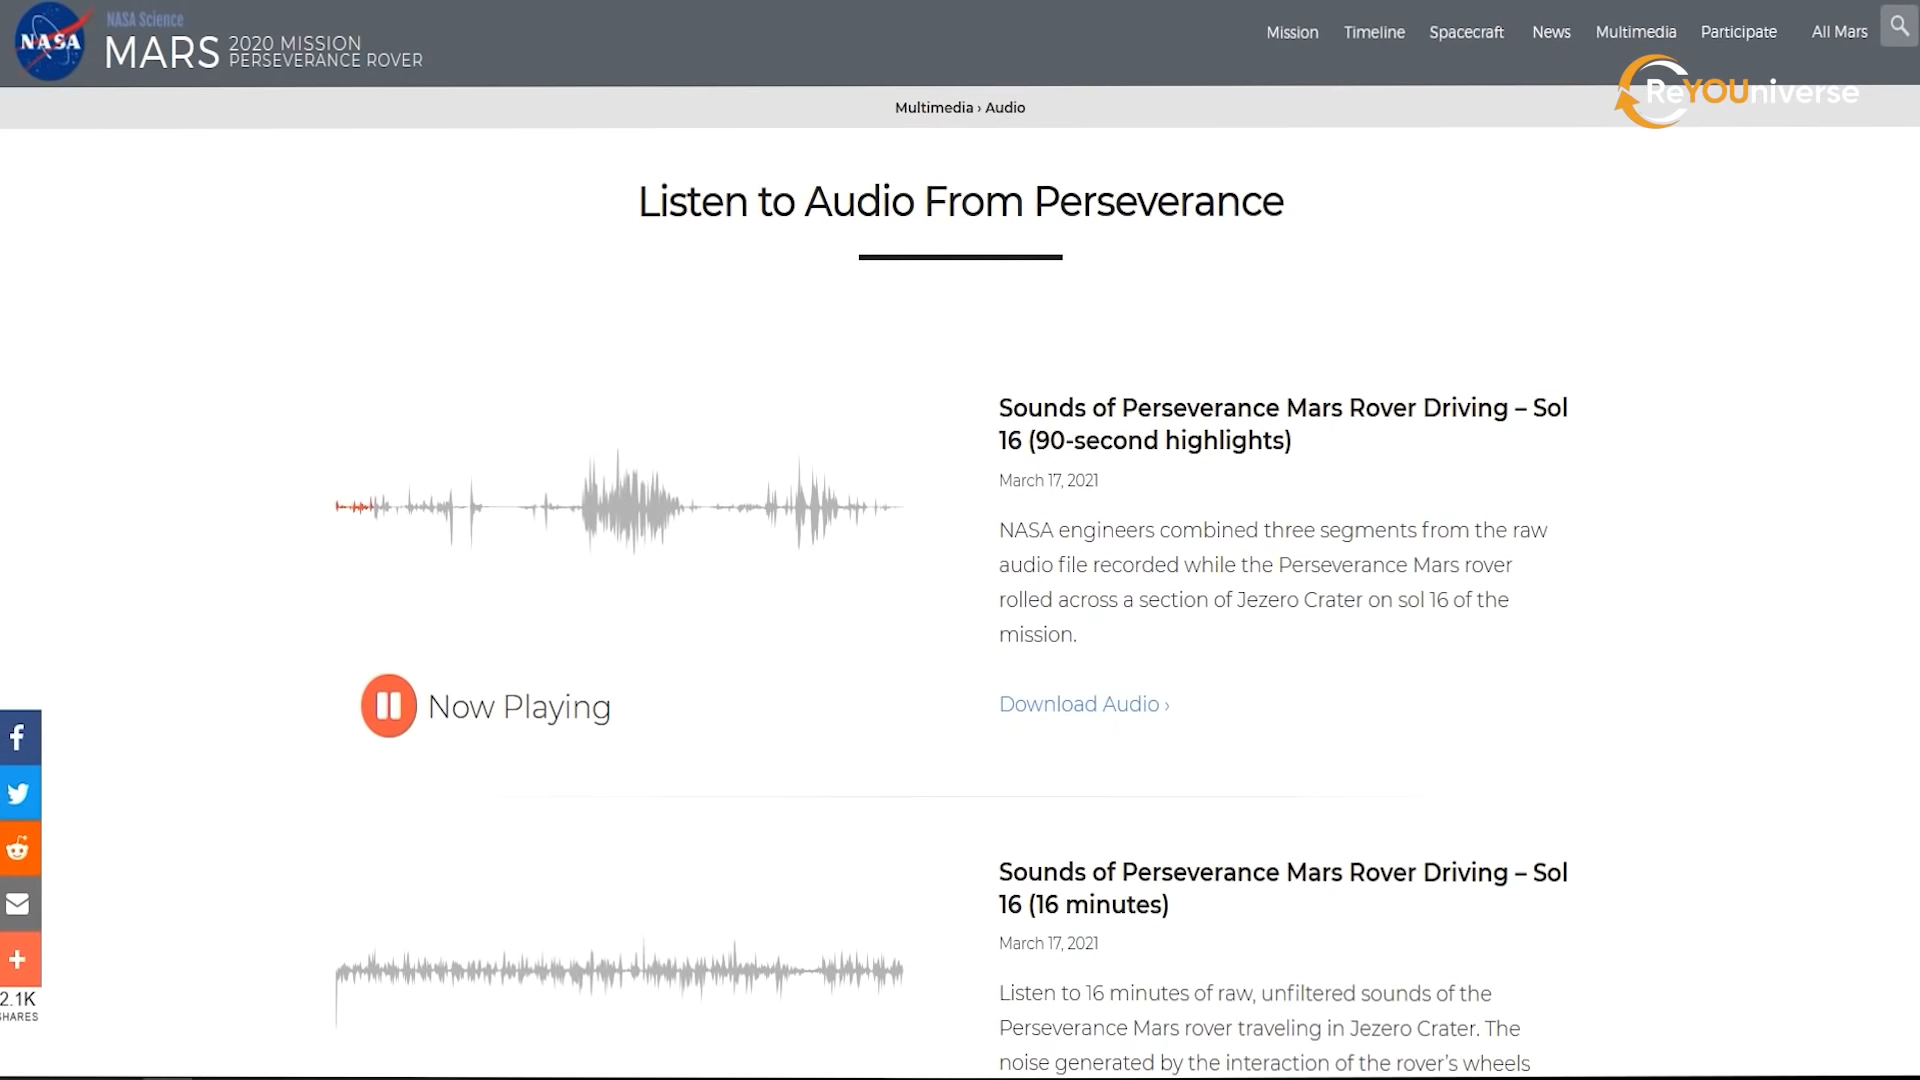 NASA
NASA Science
MARS 2020 MISSION
PERSEVERANCE ROVER
Mission Timeline Spacecraft News Multimedia Participate All Mars
ReYOUniverse
Multimedia › Audio
Listen to Audio From Perseverance
Sounds of Perseverance Mars Rover Driving – Sol
16 (90-second highlights)
March 17, 2021
NASA engineers combined three segments from the raw
audio file recorded while the Perseverance Mars rover
rolled across a section of Jezero Crater on sol 16 of the
mission.
Now Playing
Download Audio ›
Sounds of Perseverance Mars Rover Driving – Sol
16 (16 minutes)
March 17, 2021
Listen to 16 minutes of raw, unfiltered sounds of the
Perseverance Mars rover traveling in Jezero Crater. The
noise generated by the interaction of the rover's wheels
2.1K
SHARES